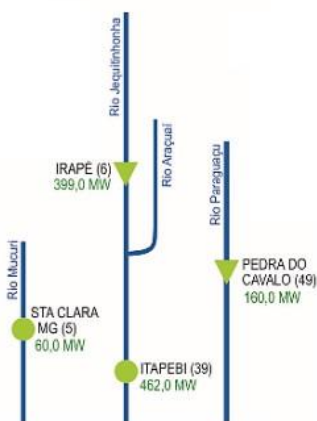 Rio Jequitinhonha
Rio Araçuaí
IRAPÉ (6)
399,0 MW
Rio Paraguaçu
Rio Mucuri
PEDRA DO
CAVALO (49)
160,0 MW
STA CLARA
MG (5)
60,0 MW
ITAPEBI (39)
462,0 MW